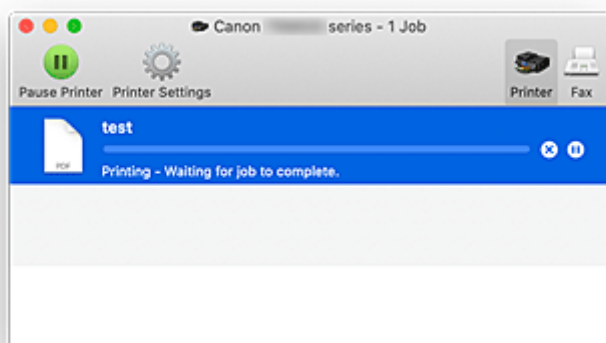 Canon series - 1 Job
Pause Printer Printer Settings Printer Fax
test
PDF
Printing - Waiting for job to complete.